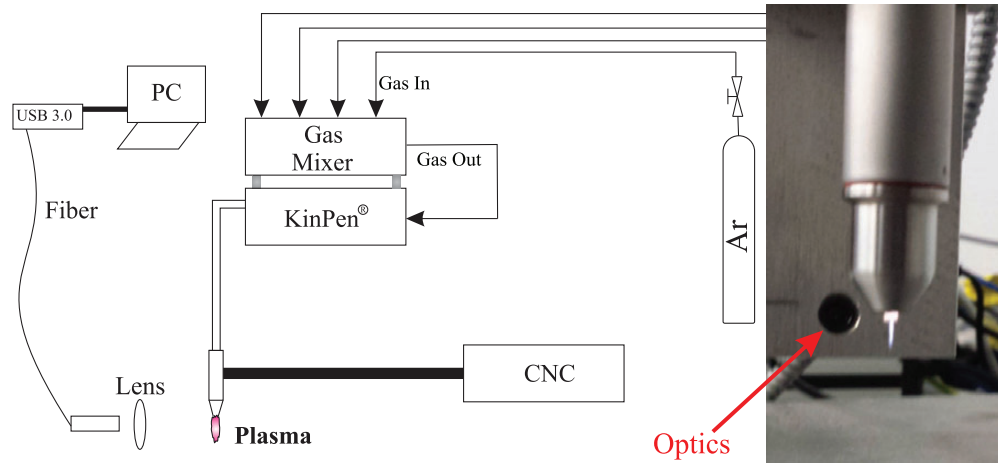 PC
USB 3.0
Gas In
Gas
Mixer
Gas Out
Fiber
KinPen®
Ar
CNC
Lens
Plasma
Optics